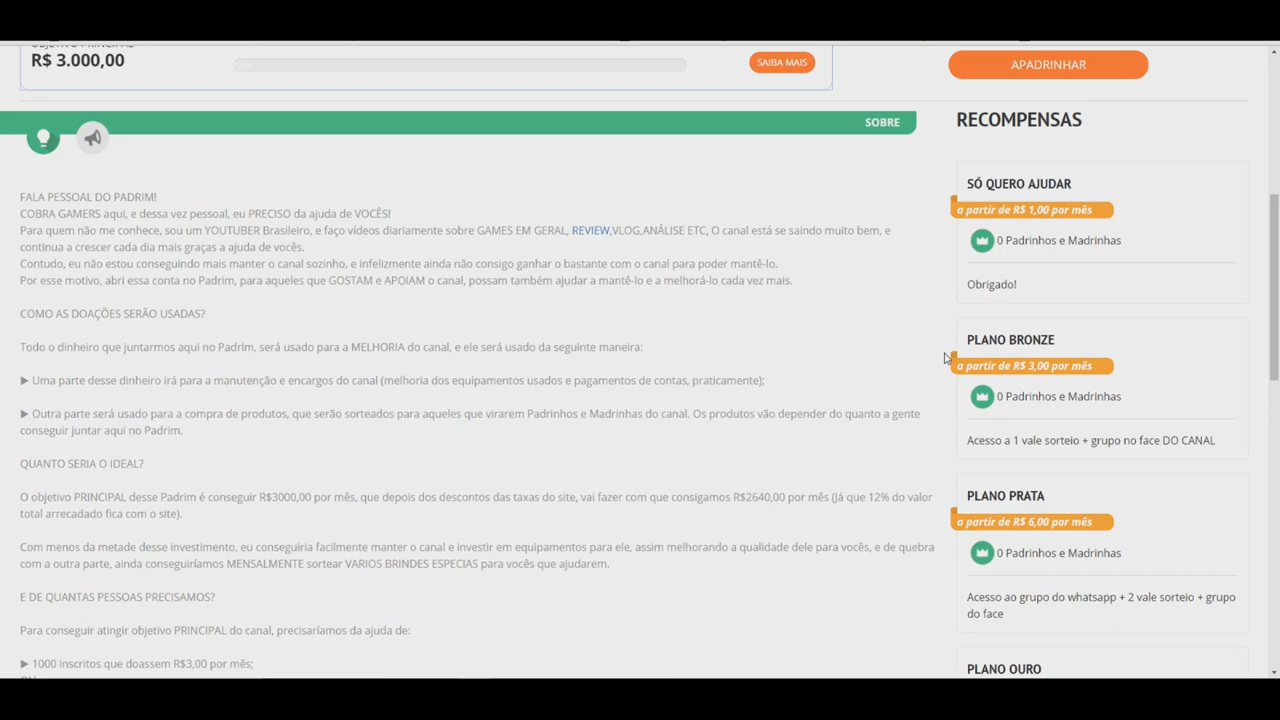 R$ 3.000,00
SAIBA MAIS
APADRINHAR
SOBRE
FALA PESSOAL DO PADRIM!
COBRA GAMERS aqui, e dessa vez pessoal, eu PRECISO da ajuda de VOCÊS!
Para quem não me conhece, sou um YOUTUBER Brasileiro, e faço vídeos diariamente sobre GAMES EM GERAL, REVIEW,VLOG,ANÁLISE ETC, O canal está se saindo muito bem, e
continua a crescer cada dia mais graças a ajuda de vocês.
Contudo, eu não estou conseguindo mais manter o canal sozinho, e infelizmente ainda não consigo ganhar o bastante com o canal para poder mantê-lo.
Por esse motivo, abri essa conta no Padrim, para aqueles que GOSTAM e APOIAM o canal, possam também ajudar a mantê-lo e a melhorá-lo cada vez mais.
COMO AS DOAÇÕES SERÃO USADAS?
Todo o dinheiro que juntarmos aqui no Padrim, será usado para a MELHORIA do canal, e ele será usado da seguinte maneira:
▶ Uma parte desse dinheiro irá para a manutenção e encargos do canal (melhoria dos equipamentos usados e pagamentos de contas, praticamente);
▶ Outra parte será usado para a compra de produtos, que serão sorteados para aqueles que virarem Padrinhos e Madrinhas do canal. Os produtos vão depender do quanto a gente
conseguir juntar aqui no Padrim.
QUANTO SERIA O IDEAL?
O objetivo PRINCIPAL desse Padrim é conseguir R$3000,00 por mês, que depois dos descontos das taxas do site, vai fazer com que consigamos R$2640,00 por mês (Já que 12% do valor
total arrecadado fica com o site).
Com menos da metade desse investimento, eu conseguiria facilmente manter o canal e investir em equipamentos para ele, assim melhorando a qualidade dele para vocês, e de quebra
com a outra parte, ainda conseguiríamos MENSALMENTE sortear VARIOS BRINDES ESPECIAS para vocês que ajudarem.
E DE QUANTAS PESSOAS PRECISAMOS?
Para conseguir atingir objetivo PRINCIPAL do canal, precisaríamos da ajuda de:
▶ 1000 inscritos que doassem R$3,00 por mês;
RECOMPENSAS
SÓ QUERO AJUDAR
a partir de R$ 1,00 por mês
0 Padrinhos e Madrinhas
Obrigado!
PLANO BRONZE
a partir de R$ 3,00 por mês
0 Padrinhos e Madrinhas
Acesso a 1 vale sorteio + grupo no face DO CANAL
PLANO PRATA
a partir de R$ 6,00 por mês
0 Padrinhos e Madrinhas
Acesso ao grupo do whatsapp + 2 vale sorteio + grupo
do face
PLANO OURO